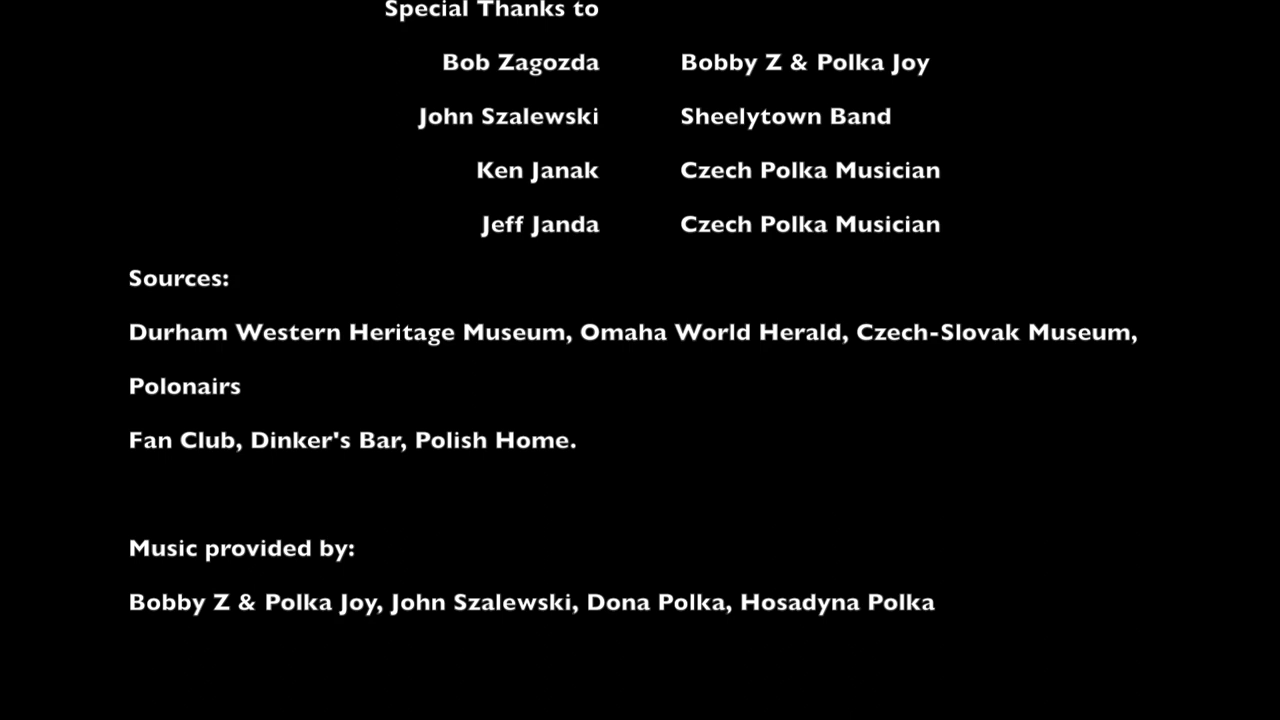 Special Thanks to
Bob Zagozda Bobby Z & Polka Joy
John Szalewski Sheelytown Band
Ken Janak Czech Polka Musician
Jeff Janda Czech Polka Musician
Sources:
Durham Western Heritage Museum, Omaha World Herald, Czech-Slovak Museum,
Polonairs
Fan Club, Dinker's Bar, Polish Home.
Music provided by:
Bobby Z & Polka Joy, John Szalewski, Dona Polka, Hosadyna Polka